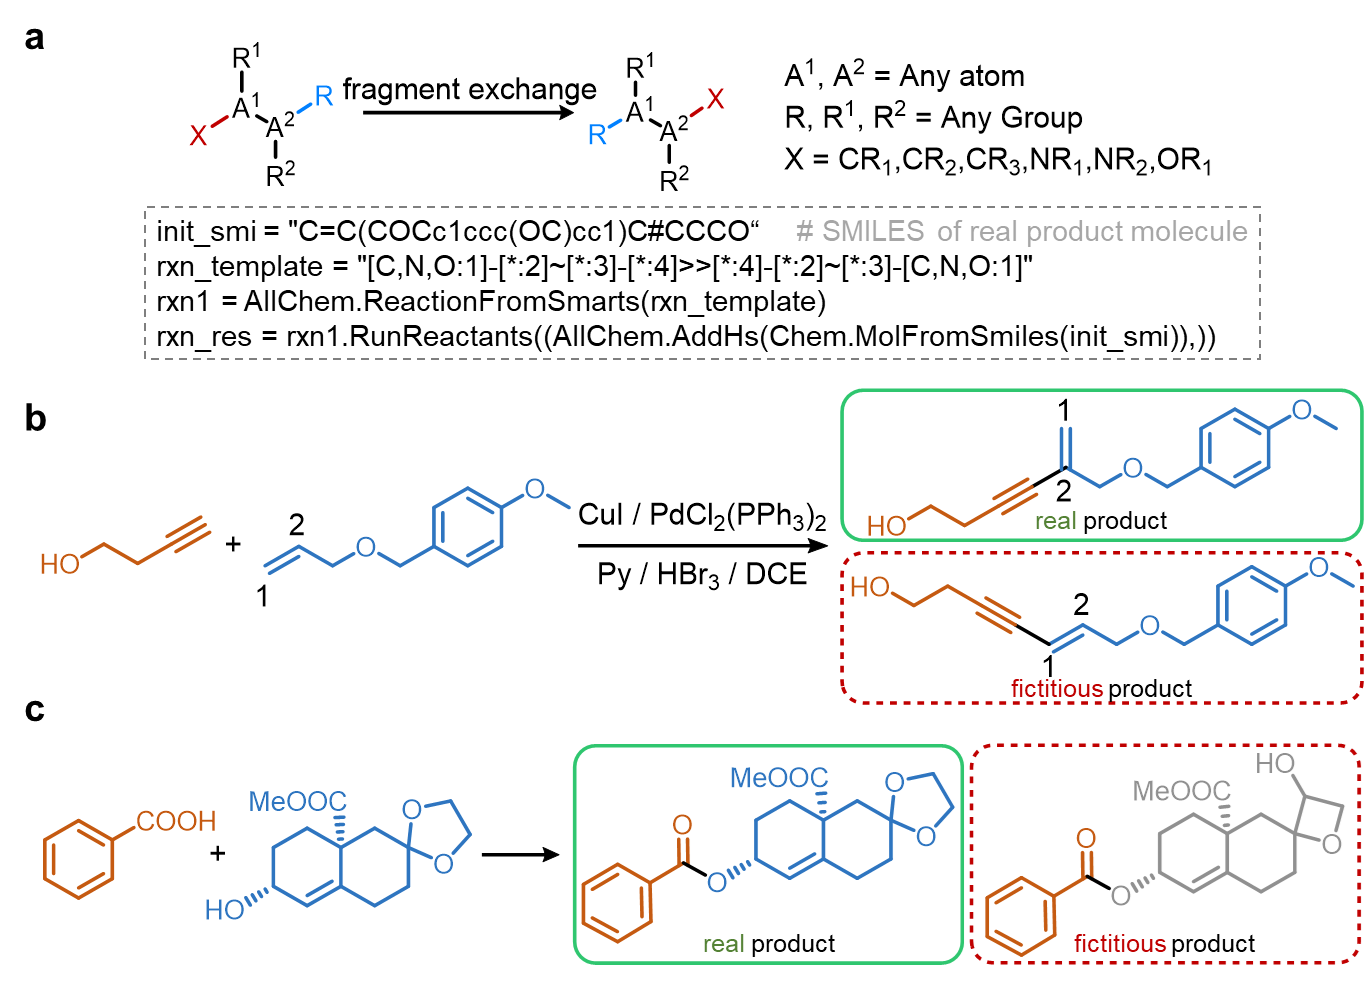 a
R¹ A¹ R X A² R²
fragment exchange
R¹ A¹ X R A² R²
A¹, A² = Any atom
R, R¹, R² = Any Group
X = CR₁,CR₂,CR₃,NR₁,NR₂,OR₁
init_smi = "C=C(COCc1ccc(OC)cc1)C#CCCO“ # SMILES of real product molecule
rxn_template = "[C,N,O:1]-[*:2]~[*:3]-[*:4]>>[*:4]-[*:2]~[*:3]-[C,N,O:1]"
rxn1 = AllChem.ReactionFromSmarts(rxn_template)
rxn_res = rxn1.RunReactants((AllChem.AddHs(Chem.MolFromSmiles(init_smi)),))
b
HO
+
2
1
O
O
CuI / PdCl₂(PPh₃)₂
Py / HBr₃ / DCE
1
2
HO
O
O
real product
HO
2
1
O
O
fictitious product
c
COOH
+
MeOOC
HO
O
O
MeOOC
O
O
O
O
real product
HO
MeOOC
O
O
O
fictitious product